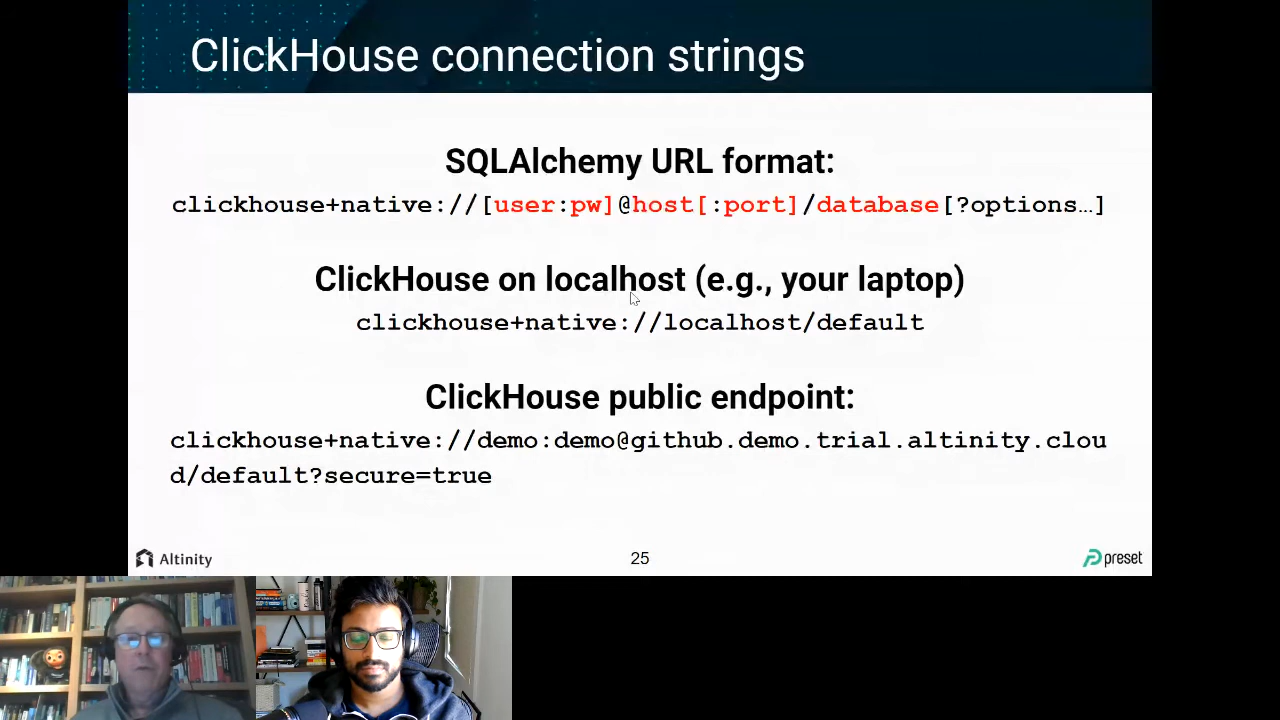 ClickHouse connection strings
SQLAlchemy URL format:
clickhouse+native://[user:pw]@host[:port]/database[?options…]
ClickHouse on localhost (e.g., your laptop)
clickhouse+native://localhost/default
ClickHouse public endpoint:
clickhouse+native://demo:demo@github.demo.trial.altinity.clou
d/default?secure=true
Altinity
25
preset